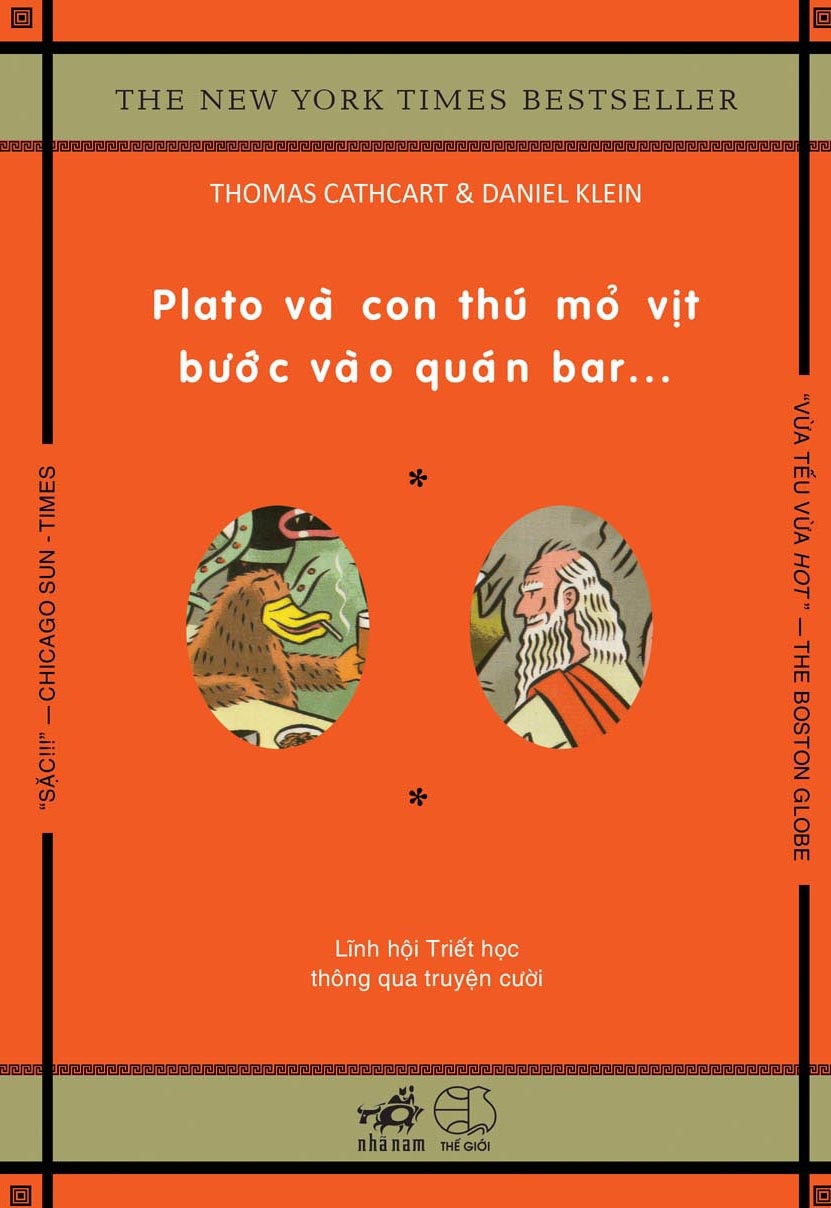 THE NEW YORK TIMES BESTSELLER
THOMAS CATHCART & DANIEL KLEIN
Plato và con thú mỏ vịt
bước vào quán bar...
*
"SẶC!!!" — CHICAGO SUN - TIMES
"VỪA TẾU VỪA HOT" — THE BOSTON GLOBE
*
Lĩnh hội Triết học
thông qua truyện cười
nhã nam
THẾ GIỚI